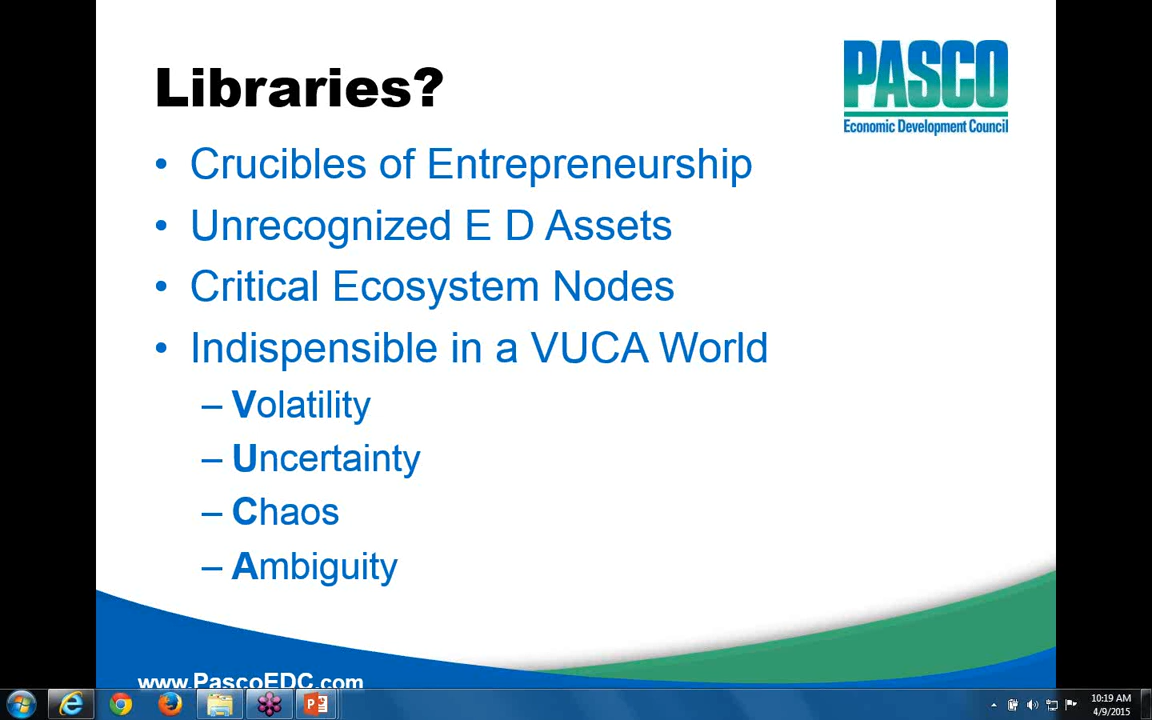 Libraries?
PASCO
Economic Development Council
• Crucibles of Entrepreneurship
• Unrecognized E D Assets
• Critical Ecosystem Nodes
• Indispensible in a VUCA World
– Volatility
– Uncertainty
– Chaos
– Ambiguity
www.PascoEDC.com
10:19 AM
4/9/2015